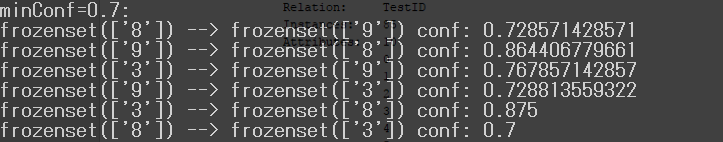 minConf=0.7:
Relation: TestID
frozenset(['8']) --> frozenset(['9']) conf: 0.728571428571
frozenset(['9']) --> frozenset(['8']) conf: 0.864406779661
frozenset(['3']) --> frozenset(['9']) conf: 0.767857142857
frozenset(['9']) --> frozenset(['3']) conf: 0.728813559322
frozenset(['3']) --> frozenset(['8']) conf: 0.875
frozenset(['8']) --> frozenset(['3']) conf: 0.7